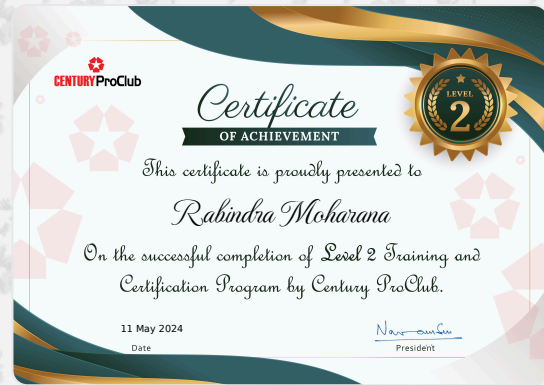 CENTURY ProClub
Certificate
OF ACHIEVEMENT
LEVEL
2
This certificate is proudly presented to
Rabindra Moharana
On the successful completion of Level 2 Training and
Certification Program by Century ProClub.
11 May 2024
Date
President